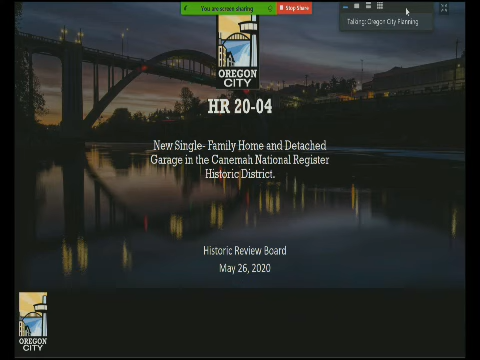 You are screen sharing
Stop Share
Talking: Oregon City Planning
OREGON
CITY
HR 20-04
New Single- Family Home and Detached
Garage in the Canemah National Register
Historic District.
Historic Review Board
May 26, 2020
OREGON
CITY